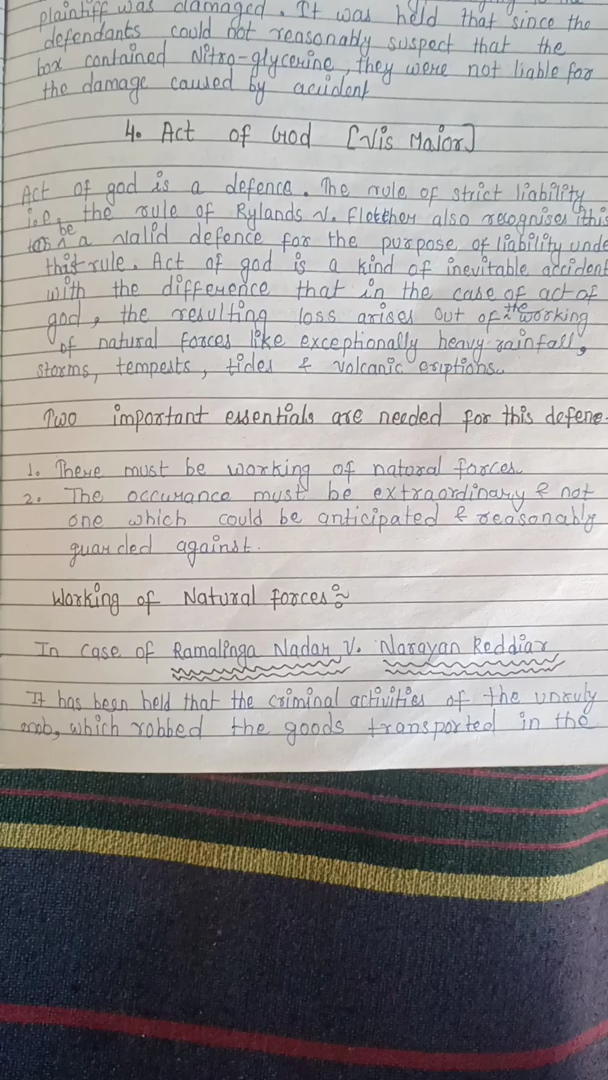 plaintiff was damaged. It was held that since the
defendants could not reasonably suspect that the
box contained Nitro-glycerine, they were not liable for
the damage caused by acident
4. Act of God [Vis Major]
Act of god is a defence. The rule of strict liability
i.e, the rule of Rylands v. Fletcher also recognises this
be a valid defence for the purpose of liability unde
this rule. Act of god is a kind of inevitable accident
with the difference that in the case of act of
god, the resulting loss arises out of the working
of natural forces like exceptionally heavy rainfall,
storms, tempests, tides & volcanic eruptions.
Two important essentials are needed for this defene.
1. There must be working of natural forces.
2. The occurance must be extraordinary & not
one which could be anticipated & reasonably
guarded against.
Working of Natural forces:~
In case of Ramalinga Nadar V. Narayan Reddiar
It has been held that the criminal activities of the unruly
mob, which robbed the goods transported in the